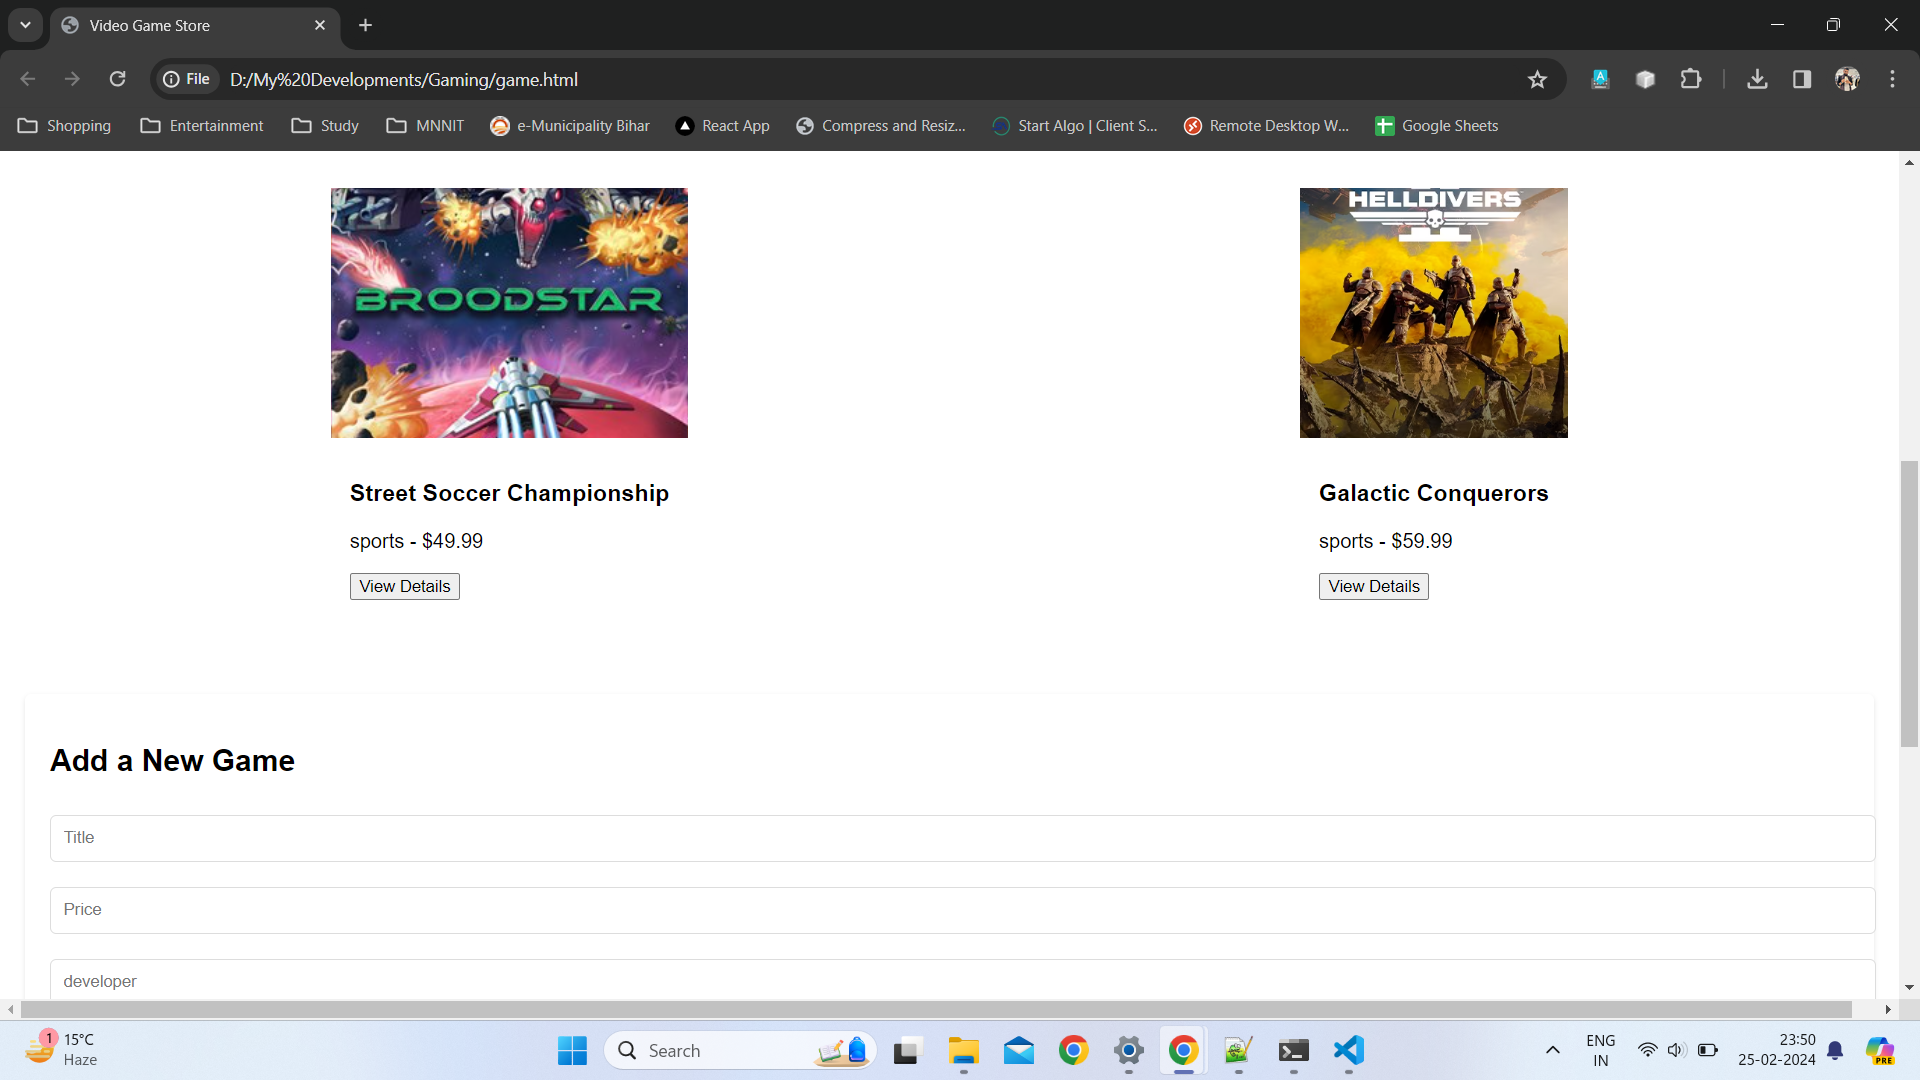 Video Game Store
File
D:/My%20Developments/Gaming/game.html
Shopping
Entertainment
Study
MNNIT
e-Municipality Bihar
React App
Compress and Resiz...
Start Algo | Client S...
Remote Desktop W...
Google Sheets
BROODSTAR
HELLDIVERS
Street Soccer Championship
Galactic Conquerors
sports - $49.99
sports - $59.99
View Details
View Details
Add a New Game
Title
Price
developer
1
15°C
Haze
Search
ENG
IN
23:50
25-02-2024
PRE